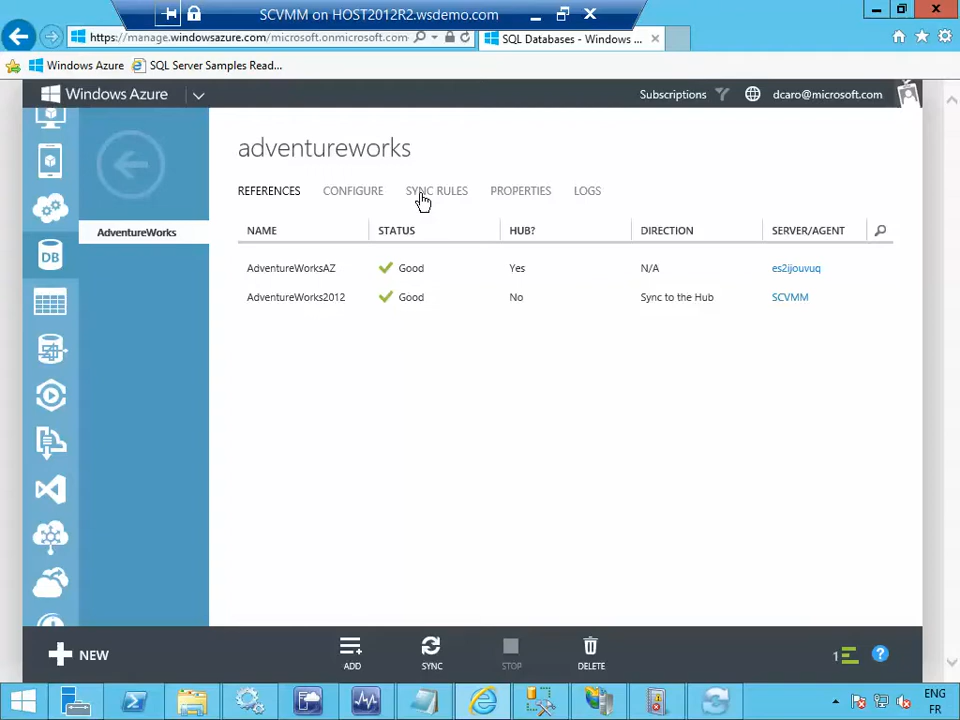 SCVMM on HOST2012R2.wsdemo.com
https://manage.windowsazure.com/microsoft.onmicrosoft.com
SQL Databases - Windows ...
Windows Azure
SQL Server Samples Read...
Windows Azure
Subscriptions
dcaro@microsoft.com
adventureworks
REFERENCES CONFIGURE SYNC RULES PROPERTIES LOGS
AdventureWorks
NAME STATUS HUB? DIRECTION SERVER/AGENT
AdventureWorksAZ Good Yes N/A es2ijouvuq
AdventureWorks2012 Good No Sync to the Hub SCVMM
DB
NEW
ADD
SYNC
STOP
DELETE
1
?
ENG
FR